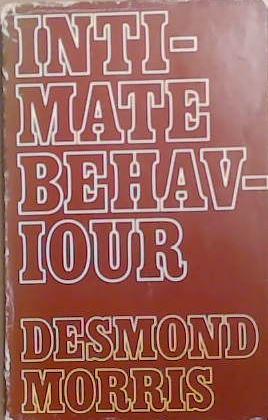 INTI-
MATE
BEHAV-
IOUR
DESMOND
MORRIS